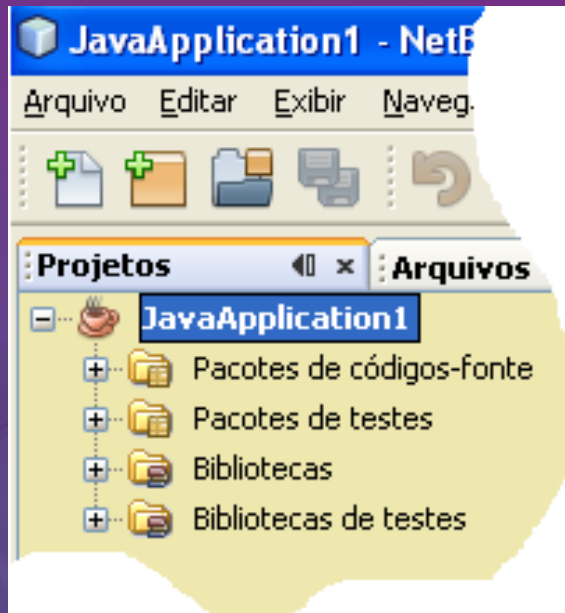 JavaApplication1 - Net
Arquivo Editar Exibir Naveg
Projetos Arquivos
JavaApplication1
Pacotes de códigos-fonte
Pacotes de testes
Bibliotecas
Bibliotecas de testes